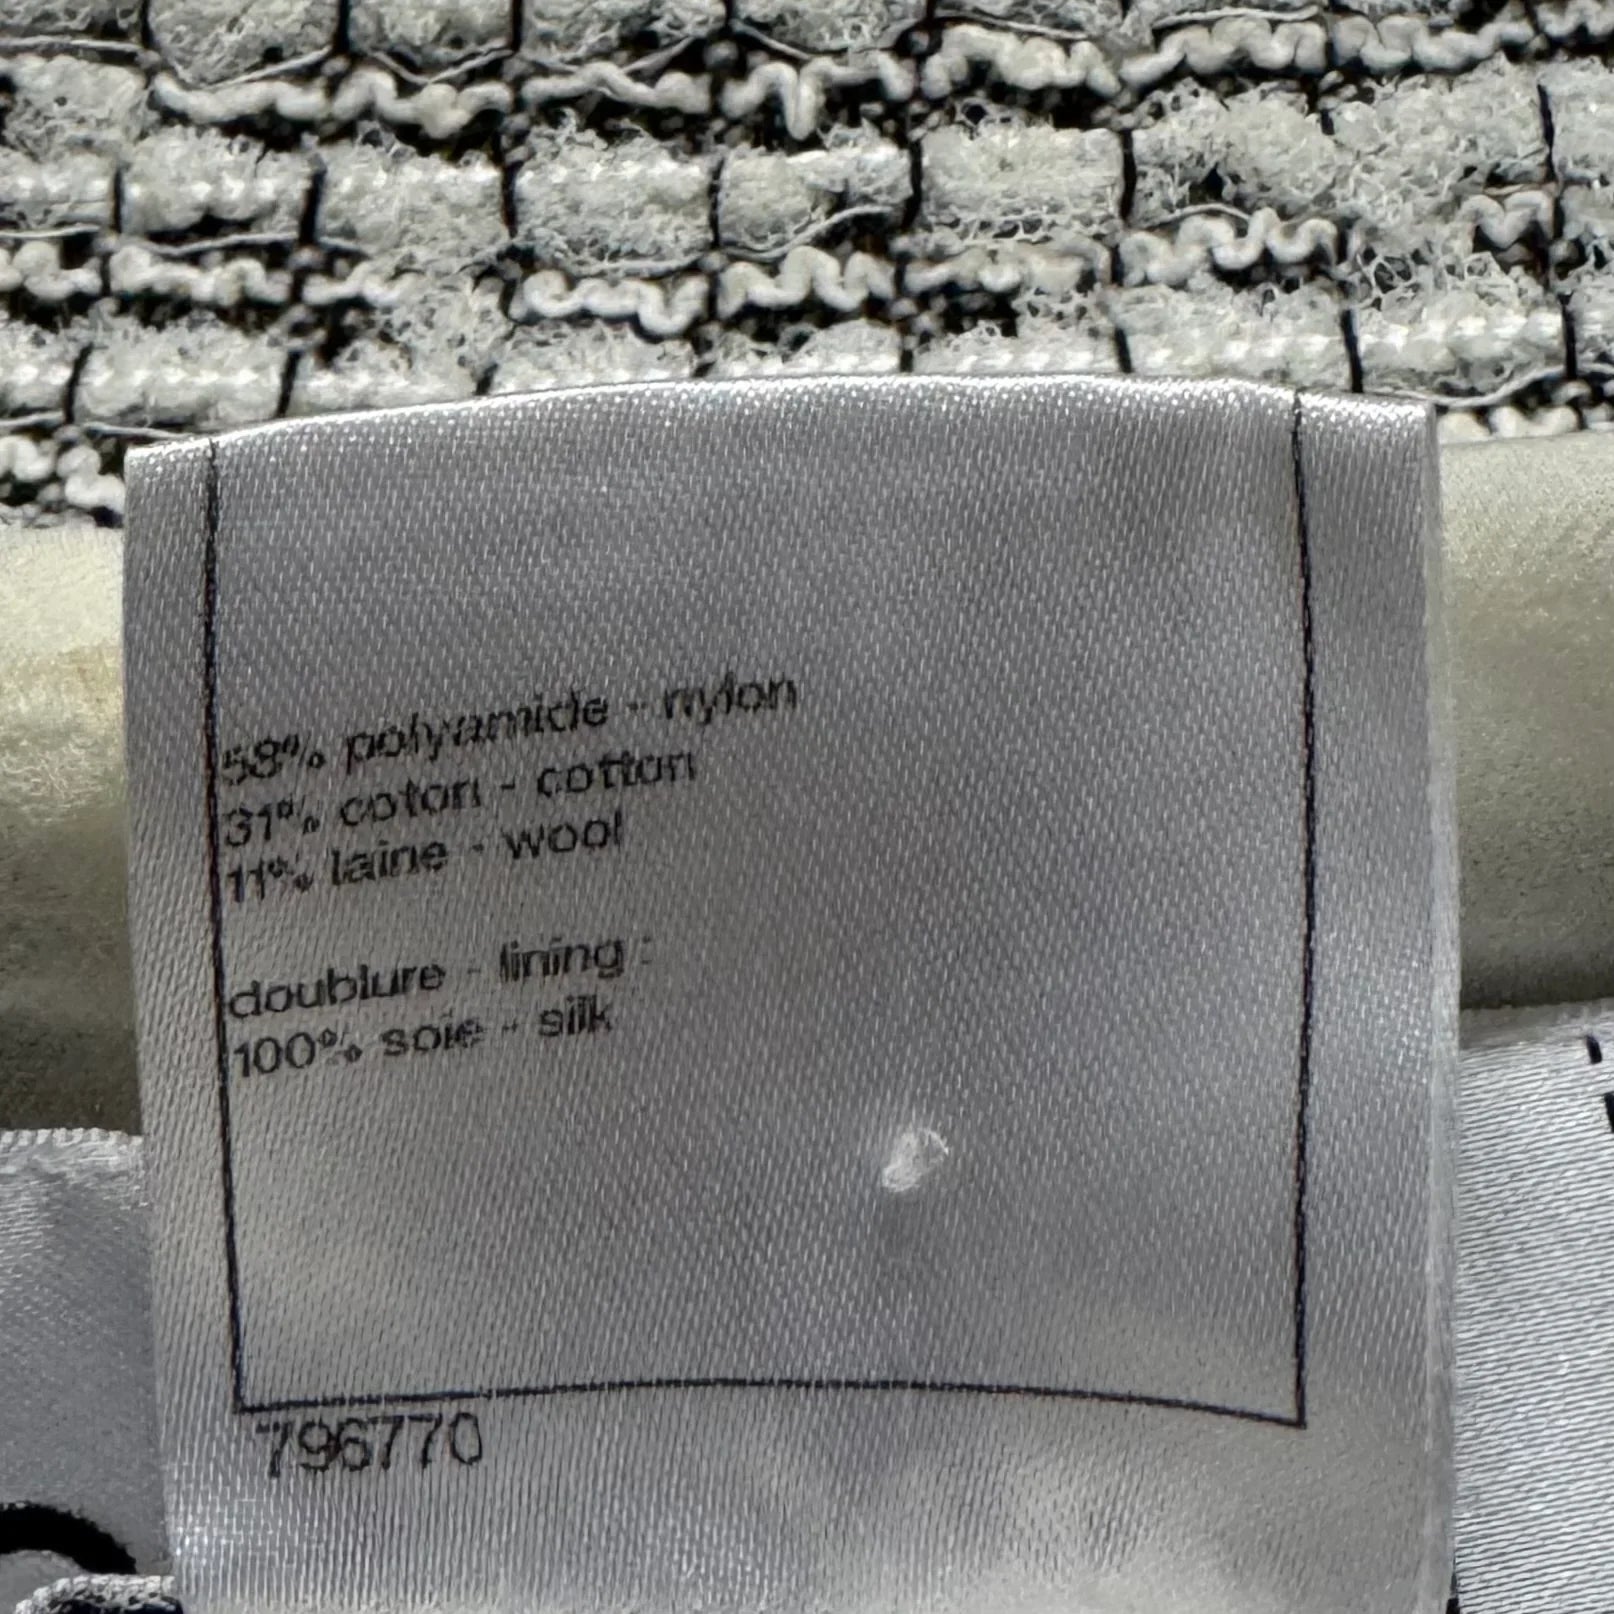 58% polyamide - nylon
31% coton - cotton
11% laine - wool
doublure - lining :
100% soie - silk
796770